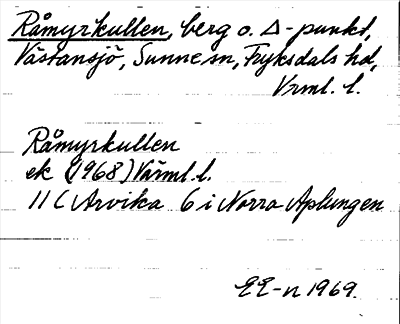 Råmyrkullen, berg o. Δ-punkt,
Västansjö, Sunne sn, Fryksdals hd,
Vrml. l.
Råmyrkullen
ek (1968) Värml. l.
11 C Arvika 6 i Norra Aplungen
EE-n 1969.